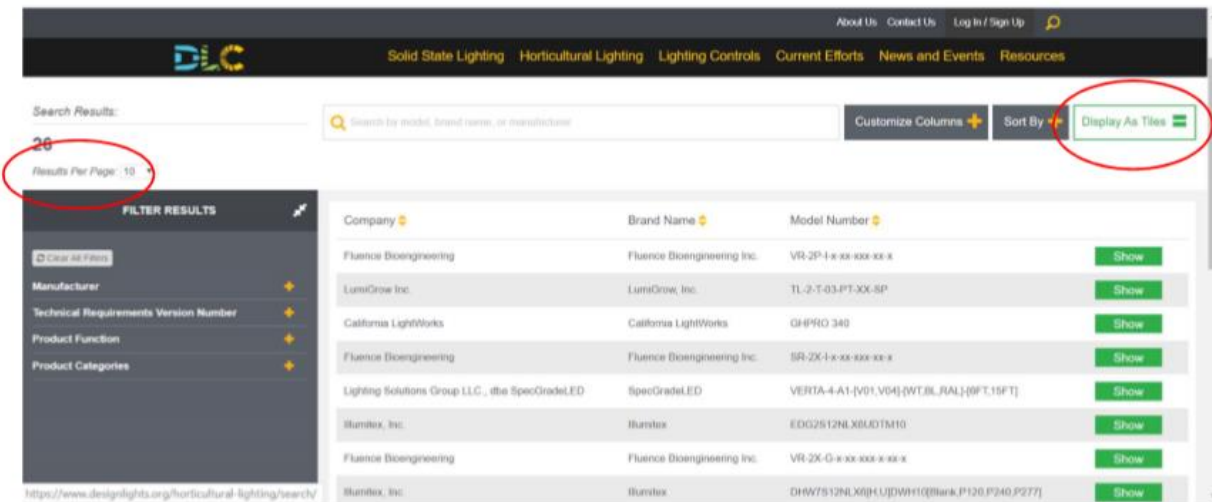 About Us Contact Us Log In / Sign Up
DLC
Solid State Lighting Horticultural Lighting Lighting Controls Current Efforts News and Events Resources
Search Results:
26
Results Per Page: 10
Search by model, brand name, or manufacturer
Customize Columns
Sort By
Display As Tiles
FILTER RESULTS
Clear All Filters
Manufacturer
Technical Requirements Version Number
Product Function
Product Categories
Company Brand Name Model Number
Fluence Bioengineering Fluence Bioengineering Inc. VR-2P-I-x-xx-xxx-xx-x Show
LumiGrow Inc. LumiGrow, Inc. TL-2-T-03-PT-XX-SP Show
California LightWorks California LightWorks GHPRO 340 Show
Fluence Bioengineering Fluence Bioengineering Inc. SR-2X-I-x-xx-xxx-xx-x Show
Lighting Solutions Group LLC., dba SpecGradeLED SpecGradeLED VERTA-4-A1-[V01,V04]-[WT,BL,RAL]-[6FT,15FT] Show
Illumitex, Inc. Illumitex EDG2S12NLX6UDTM10 Show
Fluence Bioengineering Fluence Bioengineering Inc. VR-2X-G-x-xx-xxx-x-xx-x Show
Illumitex, Inc. Illumitex DHW7S12NLX6[H,U]DWH10[Blank,P120,P240,P277] Show
https://www.designlights.org/horticultural-lighting/search/